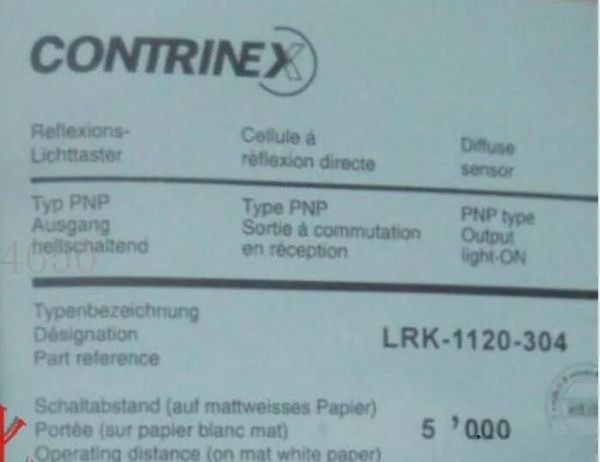 CONTRINEX
Reflexions- Cellule à Diffuse
Lichttaster réflexion directe sensor
Typ PNP Type PNP PNP type
Ausgang Sortie à commutation Output
hellschaltend en réception light-ON
4650
Typenbezeichnung
Désignation LRK-1120-304
Part reference
Schaltabstand (auf mattweisses Papier)
Portée (sur papier blanc mat) 5 '000
Operating distance (on mat white paper)